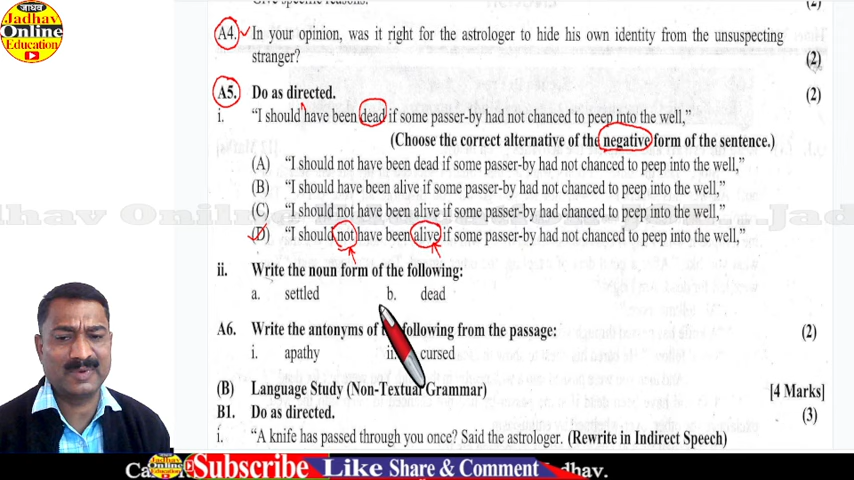 जाधव
Jadhav
Online
Education
Give specific reasons.
(2)
A4. In your opinion, was it right for the astrologer to hide his own identity from the unsuspecting
stranger? (2)
A5. Do as directed. (2)
i. “I should have been dead if some passer-by had not chanced to peep into the well,”
(Choose the correct alternative of the negative form of the sentence.)
(A) “I should not have been dead if some passer-by had not chanced to peep into the well,”
(B) “I should have been alive if some passer-by had not chanced to peep into the well,”
(C) “I should not have been alive if some passer-by had not chanced to peep into the well,”
(D) “I should not have been alive if some passer-by had not chanced to peep into the well,”
ii. Write the noun form of the following:
a. settled b. dead
A6. Write the antonyms of the following from the passage: (2)
i. apathy ii. cursed
(B) Language Study (Non-Textual Grammar) [4 Marks]
B1. Do as directed. (3)
i. “A knife has passed through you once? Said the astrologer. (Rewrite in Indirect Speech)
Subscribe Like Share & Comment